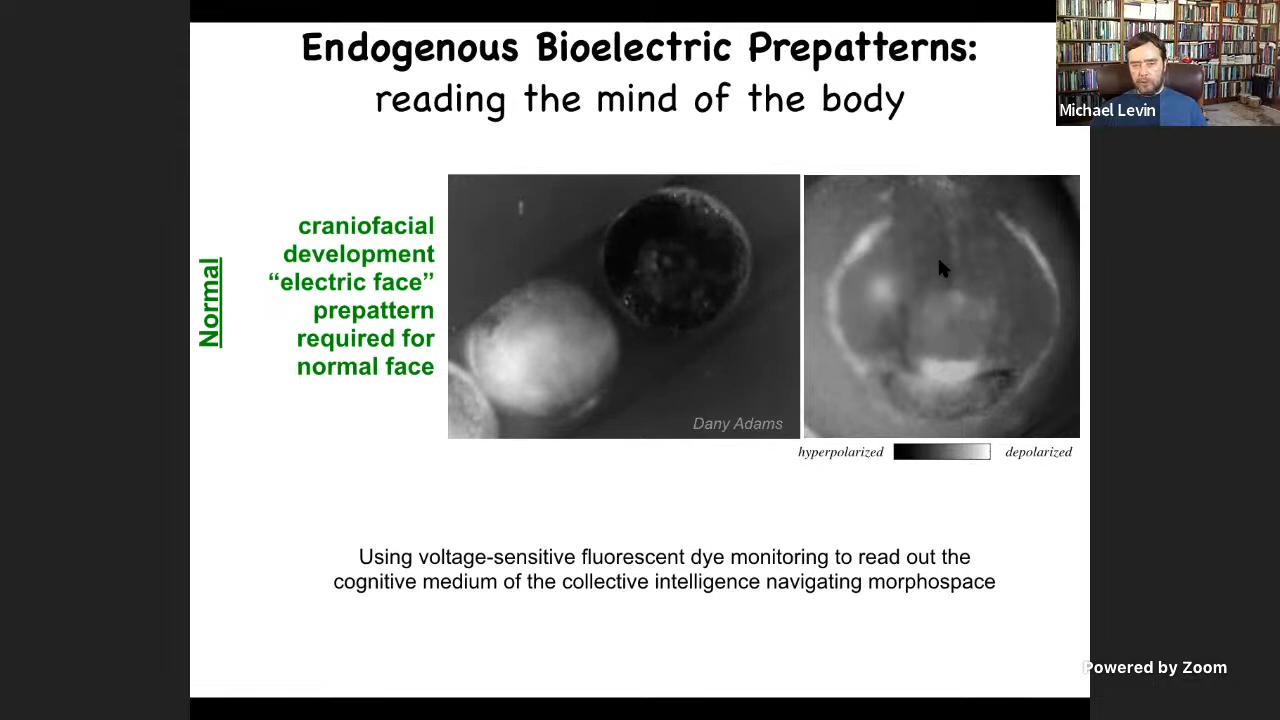 Endogenous Bioelectric Prepatterns:
reading the mind of the body
Michael Levin
Normal
craniofacial
development
“electric face”
prepattern
required for
normal face
Dany Adams
hyperpolarized
depolarized
Using voltage-sensitive fluorescent dye monitoring to read out the
cognitive medium of the collective intelligence navigating morphospace
Powered by Zoom